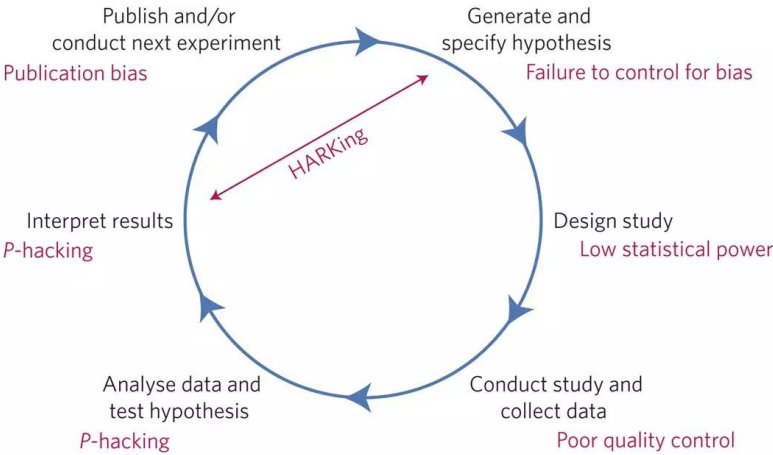 Publish and/or
conduct next experiment
Publication bias
Generate and
specify hypothesis
Failure to control for bias
HARKing
Interpret results
P-hacking
Design study
Low statistical power
Analyse data and
test hypothesis
P-hacking
Conduct study and
collect data
Poor quality control